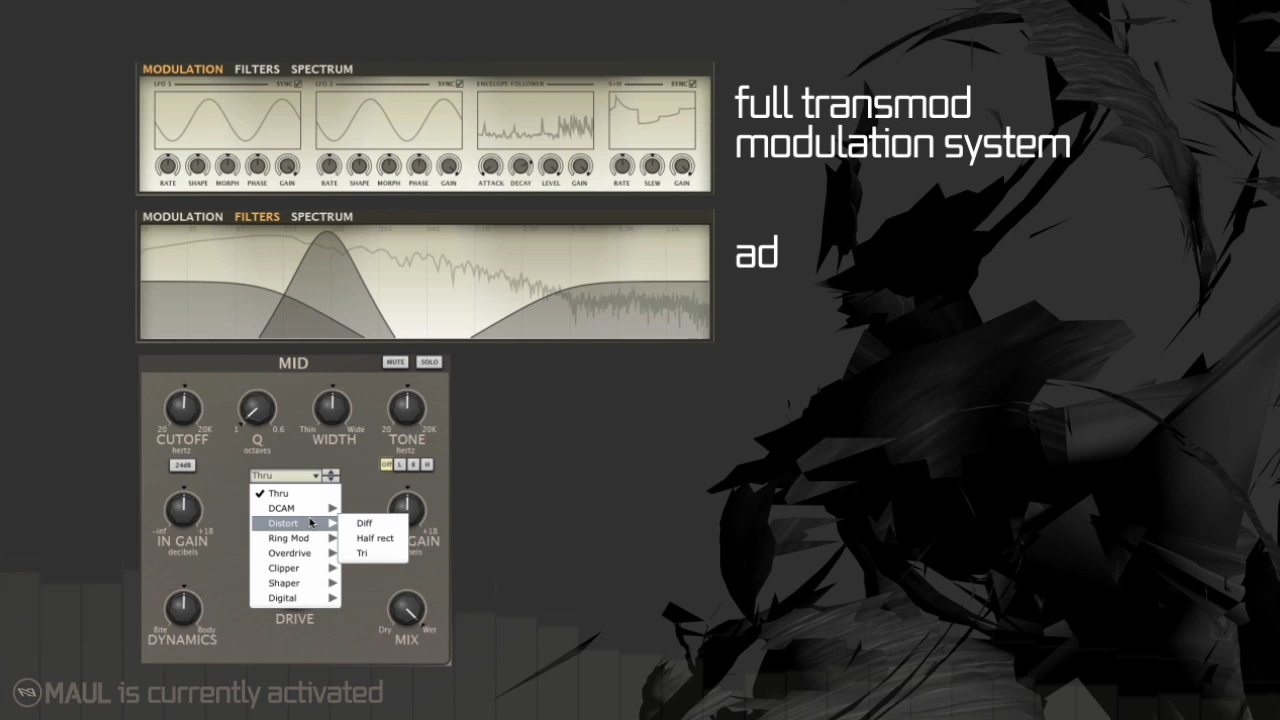 MODULATION FILTERS SPECTRUM
LFO 1 SYNC LFO 2 SYNC ENVELOPE FOLLOWER S+H SYNC
RATE SHAPE MORPH PHASE GAIN RATE SHAPE MORPH PHASE GAIN ATTACK DECAY LEVEL GAIN RATE SLEW GAIN
full transmod
modulation system
MODULATION FILTERS SPECTRUM
ad
MID MUTE SOLO
20 20K 1 0.6 Thin Wide 20 20K
CUTOFF Q WIDTH TONE
hertz octaves hertz
24dB Thru Off L B H
Thru
DCAM
Distort Diff
Ring Mod Half rect
Overdrive Tri
Clipper
Shaper
Digital
-inf +18 +18
IN GAIN GAIN
decibels bels
Bite Body Dry Wet
DYNAMICS DRIVE MIX
MAUL is currently activated